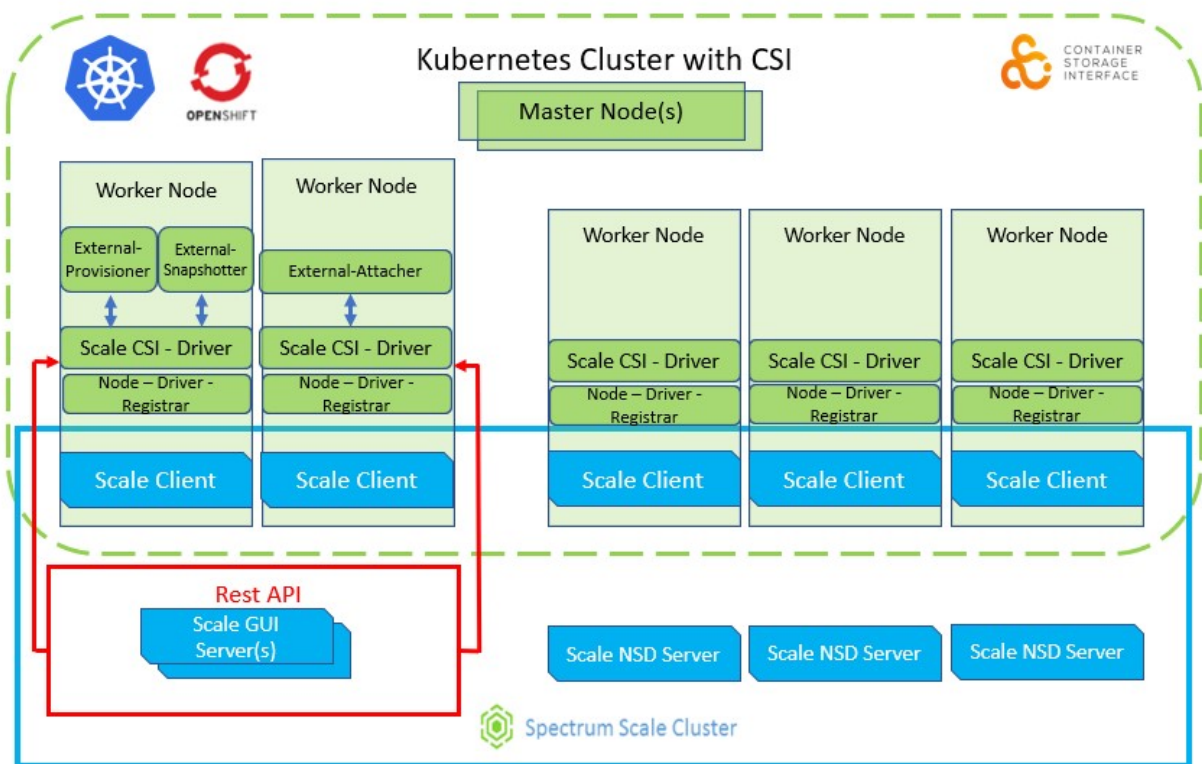 Kubernetes Cluster with CSI
OPENSHIFT
CONTAINER
STORAGE
INTERFACE
Master Node(s)
Worker Node
External-
Provisioner
External-
Snapshotter
Scale CSI - Driver
Node – Driver -
Registrar
Scale Client
Worker Node
External-Attacher
Scale CSI - Driver
Node – Driver -
Registrar
Scale Client
Worker Node
Scale CSI - Driver
Node – Driver -
Registrar
Scale Client
Worker Node
Scale CSI - Driver
Node – Driver -
Registrar
Scale Client
Worker Node
Scale CSI - Driver
Node – Driver -
Registrar
Scale Client
Rest API
Scale GUI
Server(s)
Scale NSD Server
Scale NSD Server
Scale NSD Server
Spectrum Scale Cluster